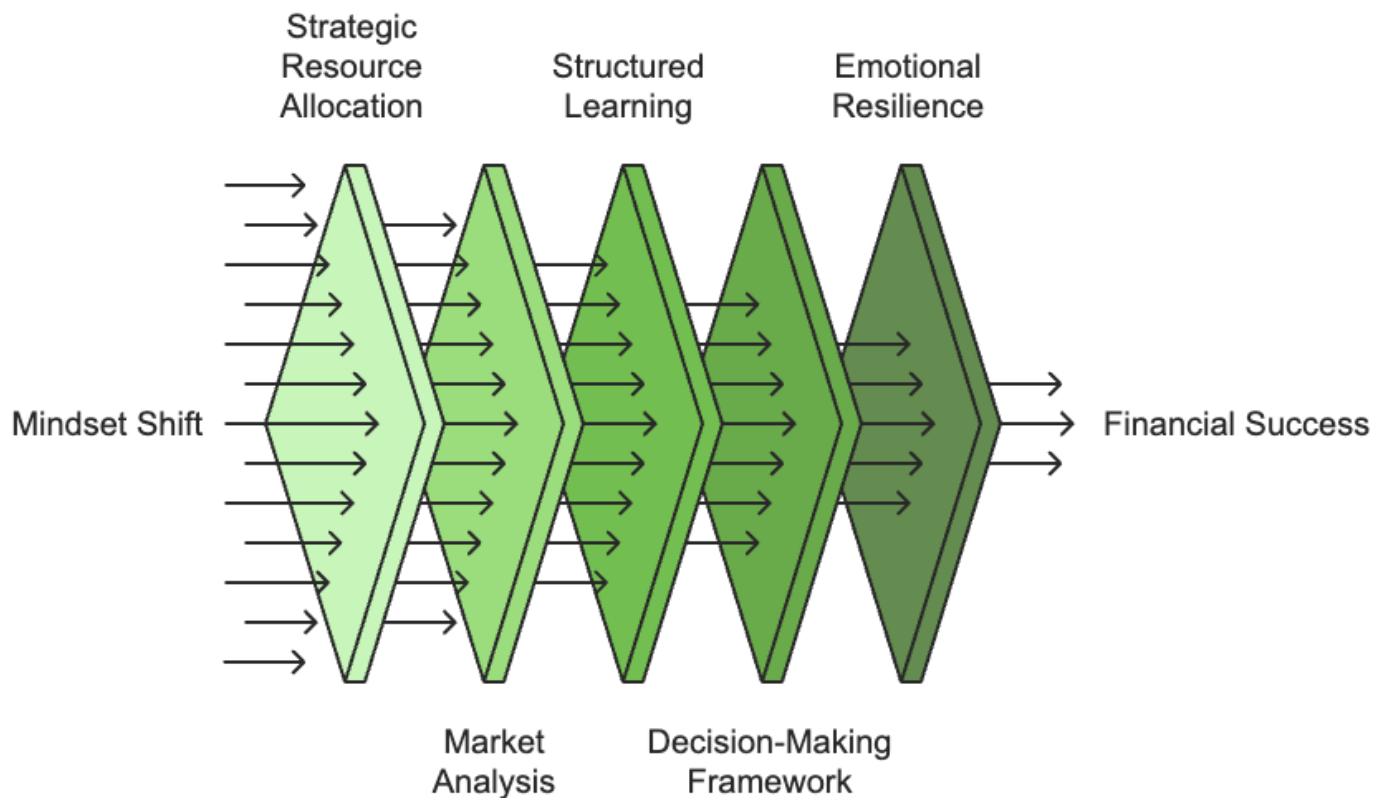 Strategic
Resource
Allocation
Structured
Learning
Emotional
Resilience
Mindset Shift
Financial Success
Market
Analysis
Decision-Making
Framework